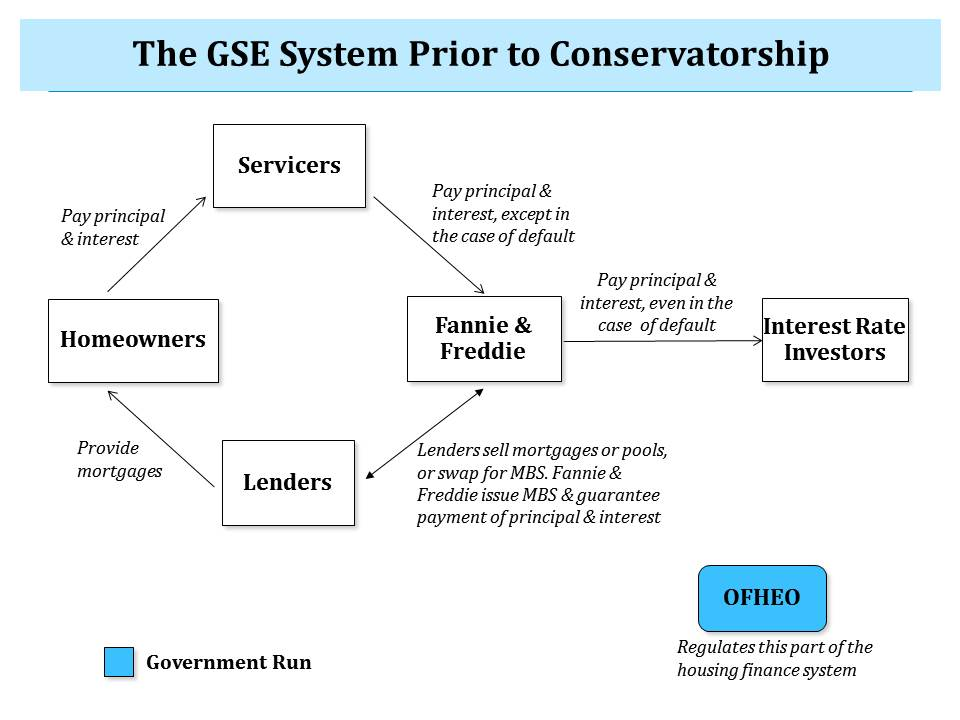 The GSE System Prior to Conservatorship
Servicers
Pay principal &
interest, except in
the case of default
Pay principal
& interest
Pay principal &
interest, even in the
case of default
Homeowners
Fannie &
Freddie
Interest Rate
Investors
Provide
mortgages
Lenders
Lenders sell mortgages or pools,
or swap for MBS. Fannie &
Freddie issue MBS & guarantee
payment of principal & interest
OFHEO
Regulates this part of the
housing finance system
Government Run